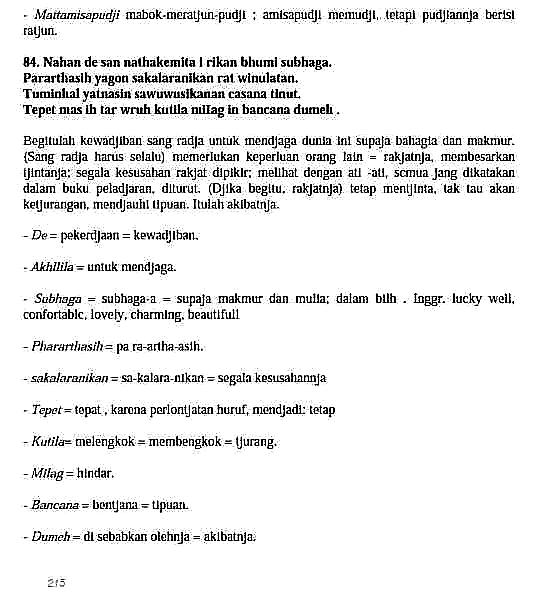 - Mattamisapudji mabok-meratjun-pudji ; amisapudji memudji, tetapi pudjiannja berisi
ratjun.
84. Nahan de san nathakemita i rikan bhumi subhaga.
Pararthasih yagon sakalaranikan rat winulatan.
Tuminhal yatnasin sawuwusikanan casana tinut.
Tepet mas ih tar wruh kutila milag in bancana dumeh .
Begitulah kewadjiban sang radja untuk mendjaga dunia ini supaja bahagia dan makmur.
(Sang radja harus selalu) memerlukan keperluan orang lain = rakjatnja, membesarkan
tjintanja; segala kesusahan rakjat dipikir; melihat dengan ati -ati, semua jang dikatakan
dalam buku peladjaran, diturut. (Djika begitu, rakjatnja) tetap mentjinta, tak tau akan
ketjurangan, mendjauhi tipuan. Itulah akibatnja.
- De = pekerdjaan = kewadjiban.
- Akhilila = untuk mendjaga.
- Subhaga = subhaga-a = supaja makmur dan mulia; dalam bhh . Inggr. lucky well,
confortable, lovely, charming, beautifull
- Phararthasih = pa ra-artha-asih.
- sakalaranikan = sa-kalara-nikan = segala kesusahannja
- Tepet = tepat , karena perlontjatan huruf, mendjadi: tetap
- Kutila= melengkok = membengkok = tjurang.
- Milag = hindar.
- Bancana = bentjana = tipuan.
- Dumeh = di sebabkan olehnja = akibatnja.
215